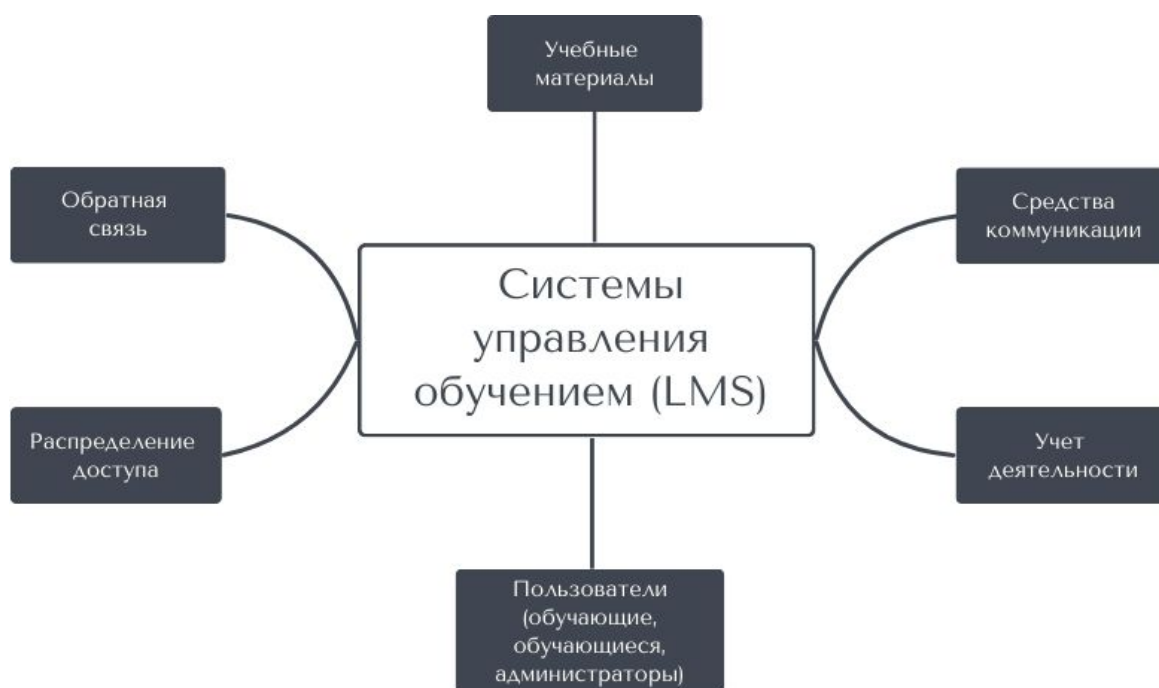 Учебные
материалы
Обратная
связь
Средства
коммуникации
Системы
управления
обучением (LMS)
Распределение
доступа
Учет
деятельности
Пользователи
(обучающие,
обучающиеся,
администраторы)